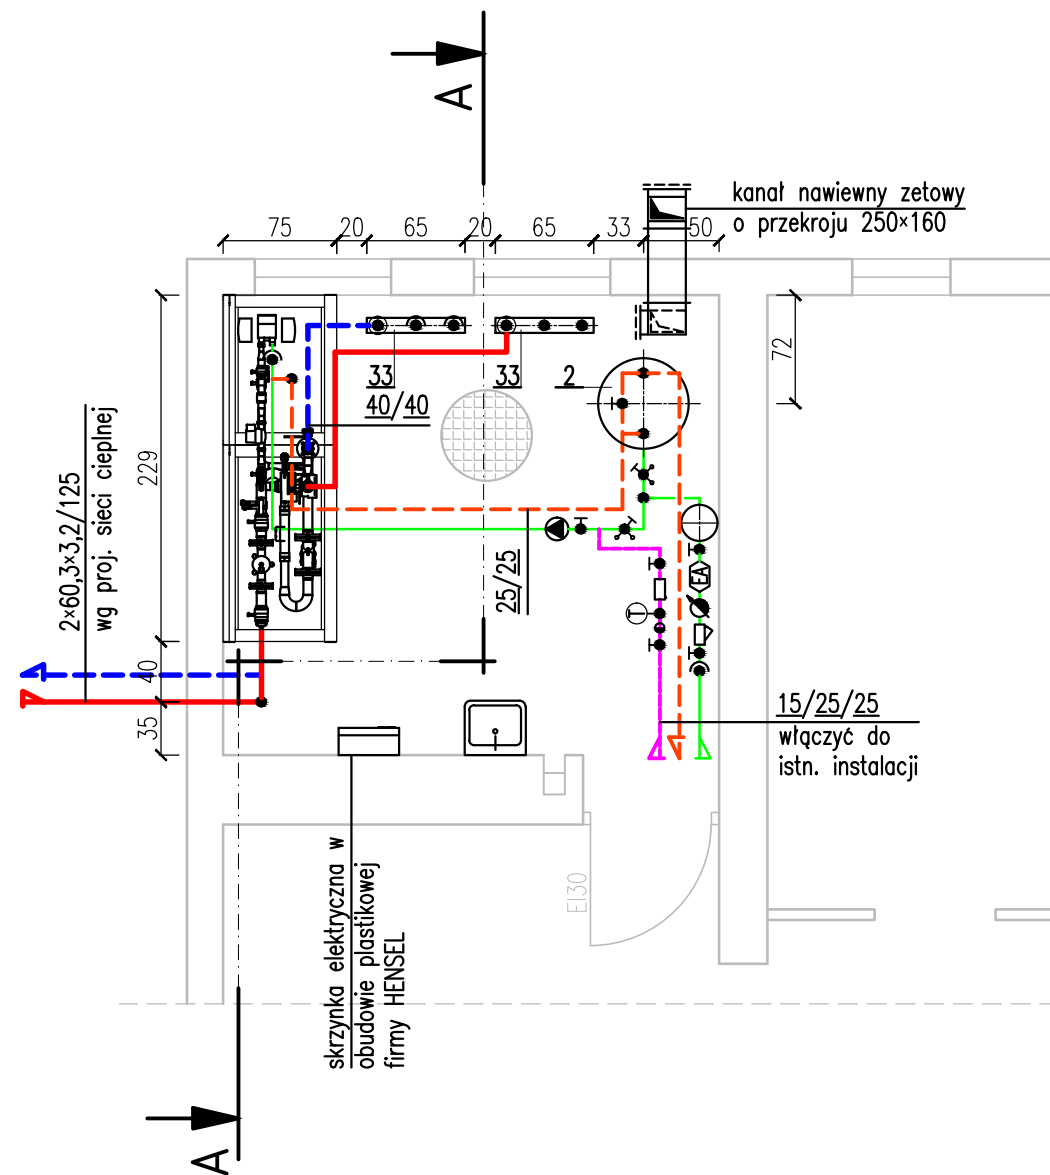 A
kanał nawiewny zetowy
o przekroju 250×160
75
20
65
20
65
33
50
72
33
40/40
33
2
229
2×60,3×3,2/125
wg proj. sieci cieplnej
25/25
EA
T
40
35
15/25/25
włączyć do
istn. instalacji
skrzynka elektryczna w
obudowie plastikowej
firmy HENSEL
EI30
A